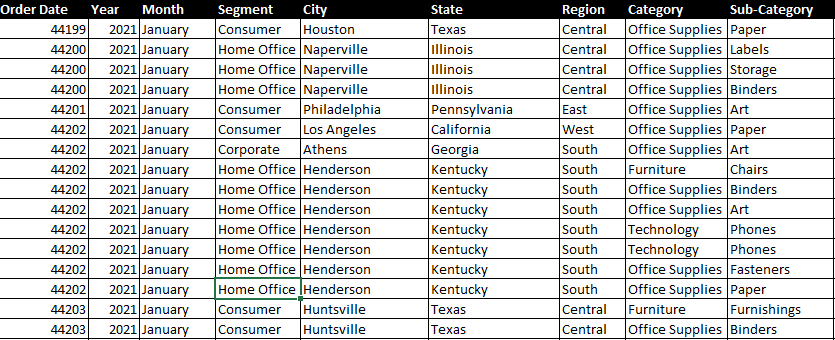 Order Date Year Month Segment City State Region Category Sub-Category
44199 2021 January Consumer Houston Texas Central Office Supplies Paper
44200 2021 January Home Office Naperville Illinois Central Office Supplies Labels
44200 2021 January Home Office Naperville Illinois Central Office Supplies Storage
44200 2021 January Home Office Naperville Illinois Central Office Supplies Binders
44201 2021 January Consumer Philadelphia Pennsylvania East Office Supplies Art
44202 2021 January Consumer Los Angeles California West Office Supplies Paper
44202 2021 January Corporate Athens Georgia South Office Supplies Art
44202 2021 January Home Office Henderson Kentucky South Furniture Chairs
44202 2021 January Home Office Henderson Kentucky South Office Supplies Binders
44202 2021 January Home Office Henderson Kentucky South Office Supplies Art
44202 2021 January Home Office Henderson Kentucky South Technology Phones
44202 2021 January Home Office Henderson Kentucky South Technology Phones
44202 2021 January Home Office Henderson Kentucky South Office Supplies Fasteners
44202 2021 January Home Office Henderson Kentucky South Office Supplies Paper
44203 2021 January Consumer Huntsville Texas Central Furniture Furnishings
44203 2021 January Consumer Huntsville Texas Central Office Supplies Binders